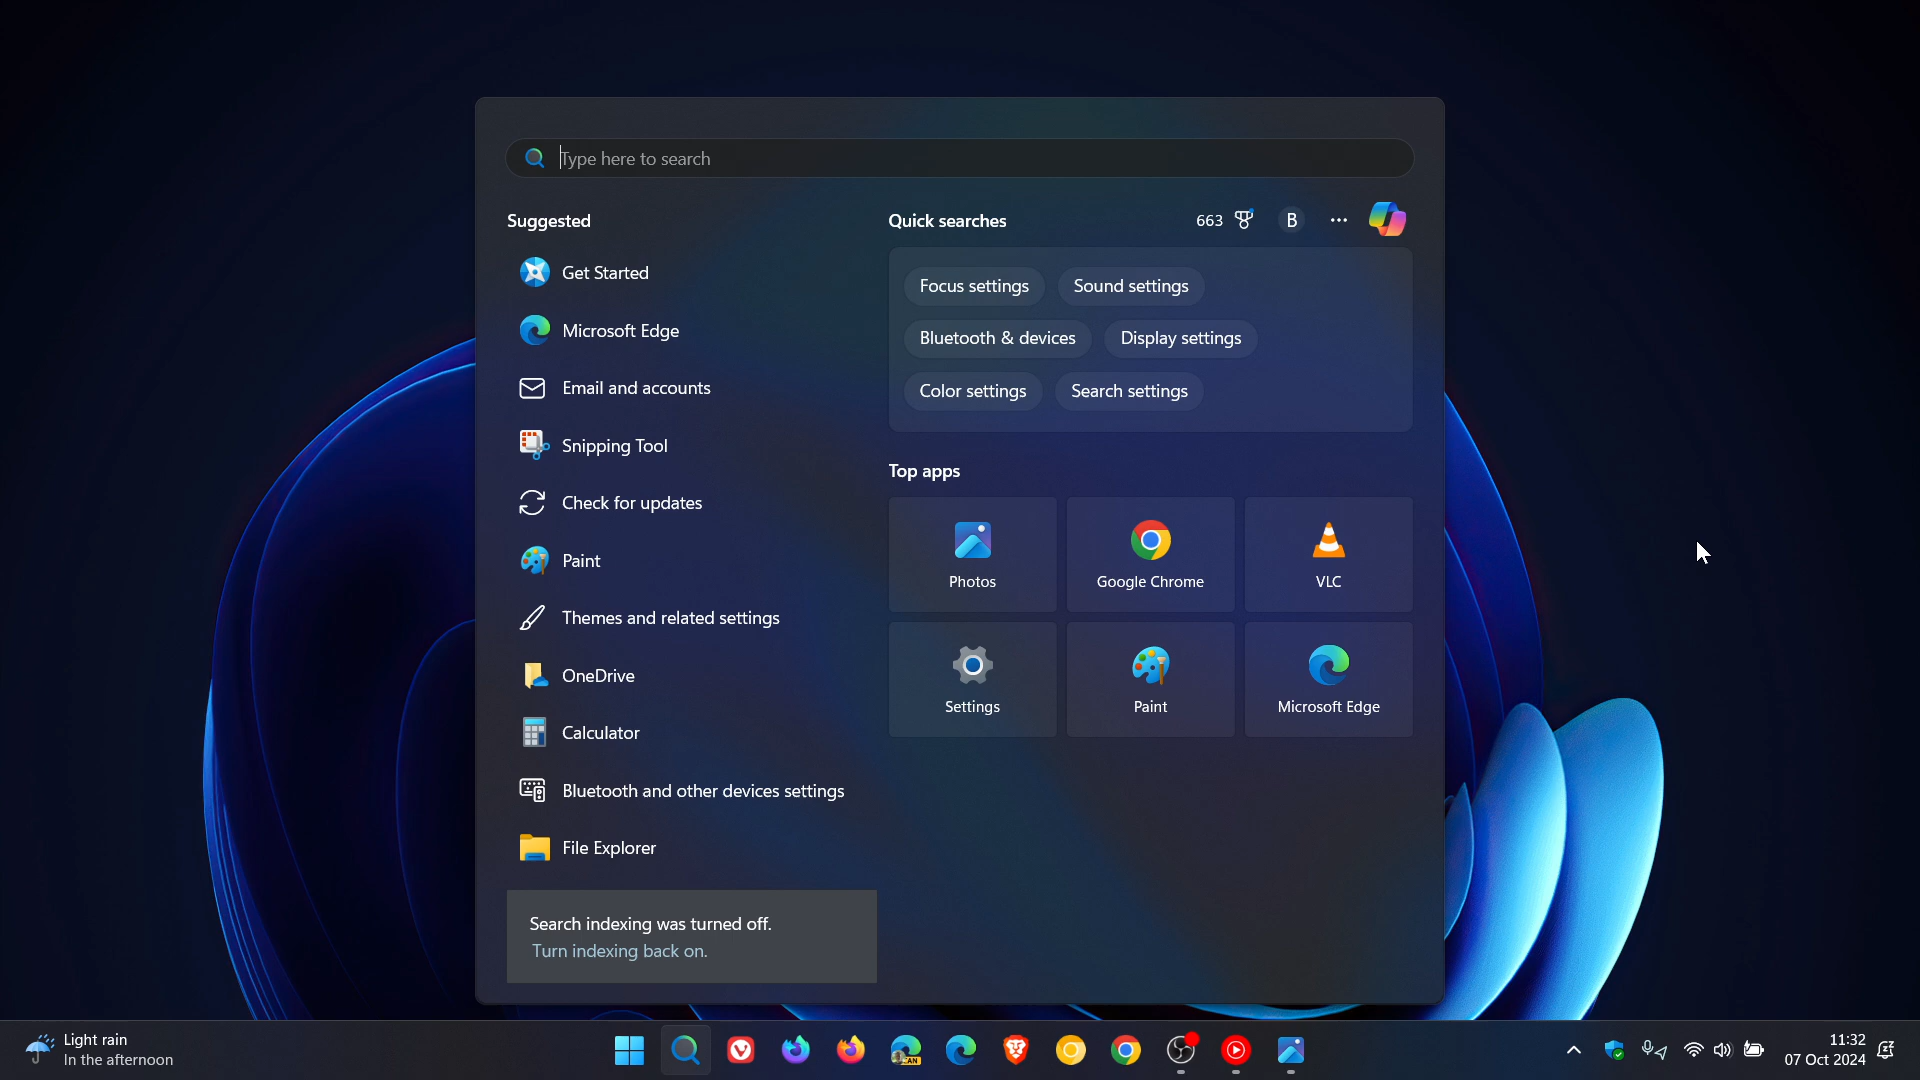 Type here to search
Suggested
Get Started
Microsoft Edge
Email and accounts
Snipping Tool
Check for updates
Paint
Themes and related settings
OneDrive
Calculator
Bluetooth and other devices settings
File Explorer
Search indexing was turned off.
Turn indexing back on.
Quick searches
663
B
Focus settings
Sound settings
Bluetooth & devices
Display settings
Color settings
Search settings
Top apps
Photos
Google Chrome
VLC
Settings
Paint
Microsoft Edge
Light rain
In the afternoon
CAN
11:32
07 Oct 2024